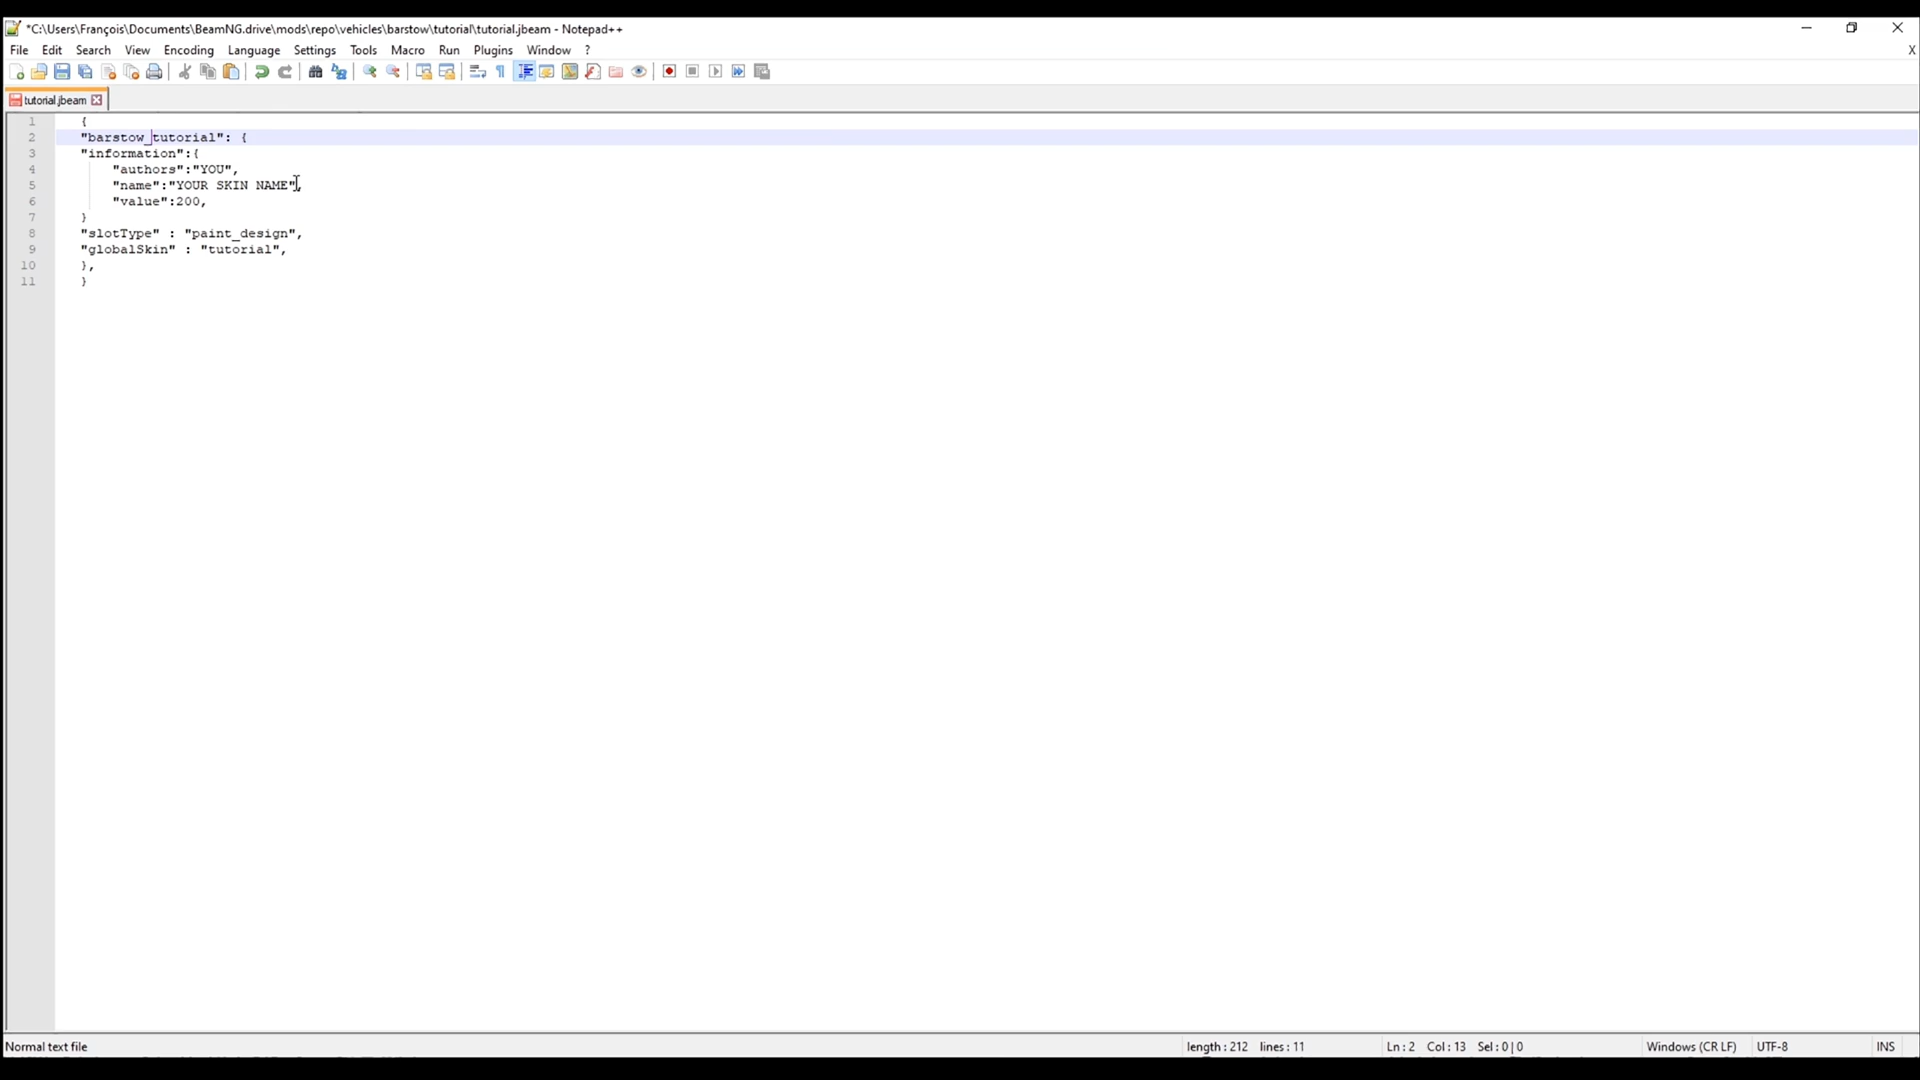 *C:\Users\François\Documents\BeamNG.drive\mods\repo\vehicles\barstow\tutorial\tutorial.jbeam - Notepad++
File Edit Search View Encoding Language Settings Tools Macro Run Plugins Window ? X
tutorial.jbeam
1 {
2 "barstow_tutorial": {
3 "information":{
4 "authors":"YOU",
5 "name":"YOUR SKIN NAME",
6 "value":200,
7 }
8 "slotType" : "paint_design",
9 "globalSkin" : "tutorial",
10 },
11 }
Normal text file length : 212 lines : 11 Ln : 2 Col : 13 Sel : 0 | 0 Windows (CR LF) UTF-8 INS